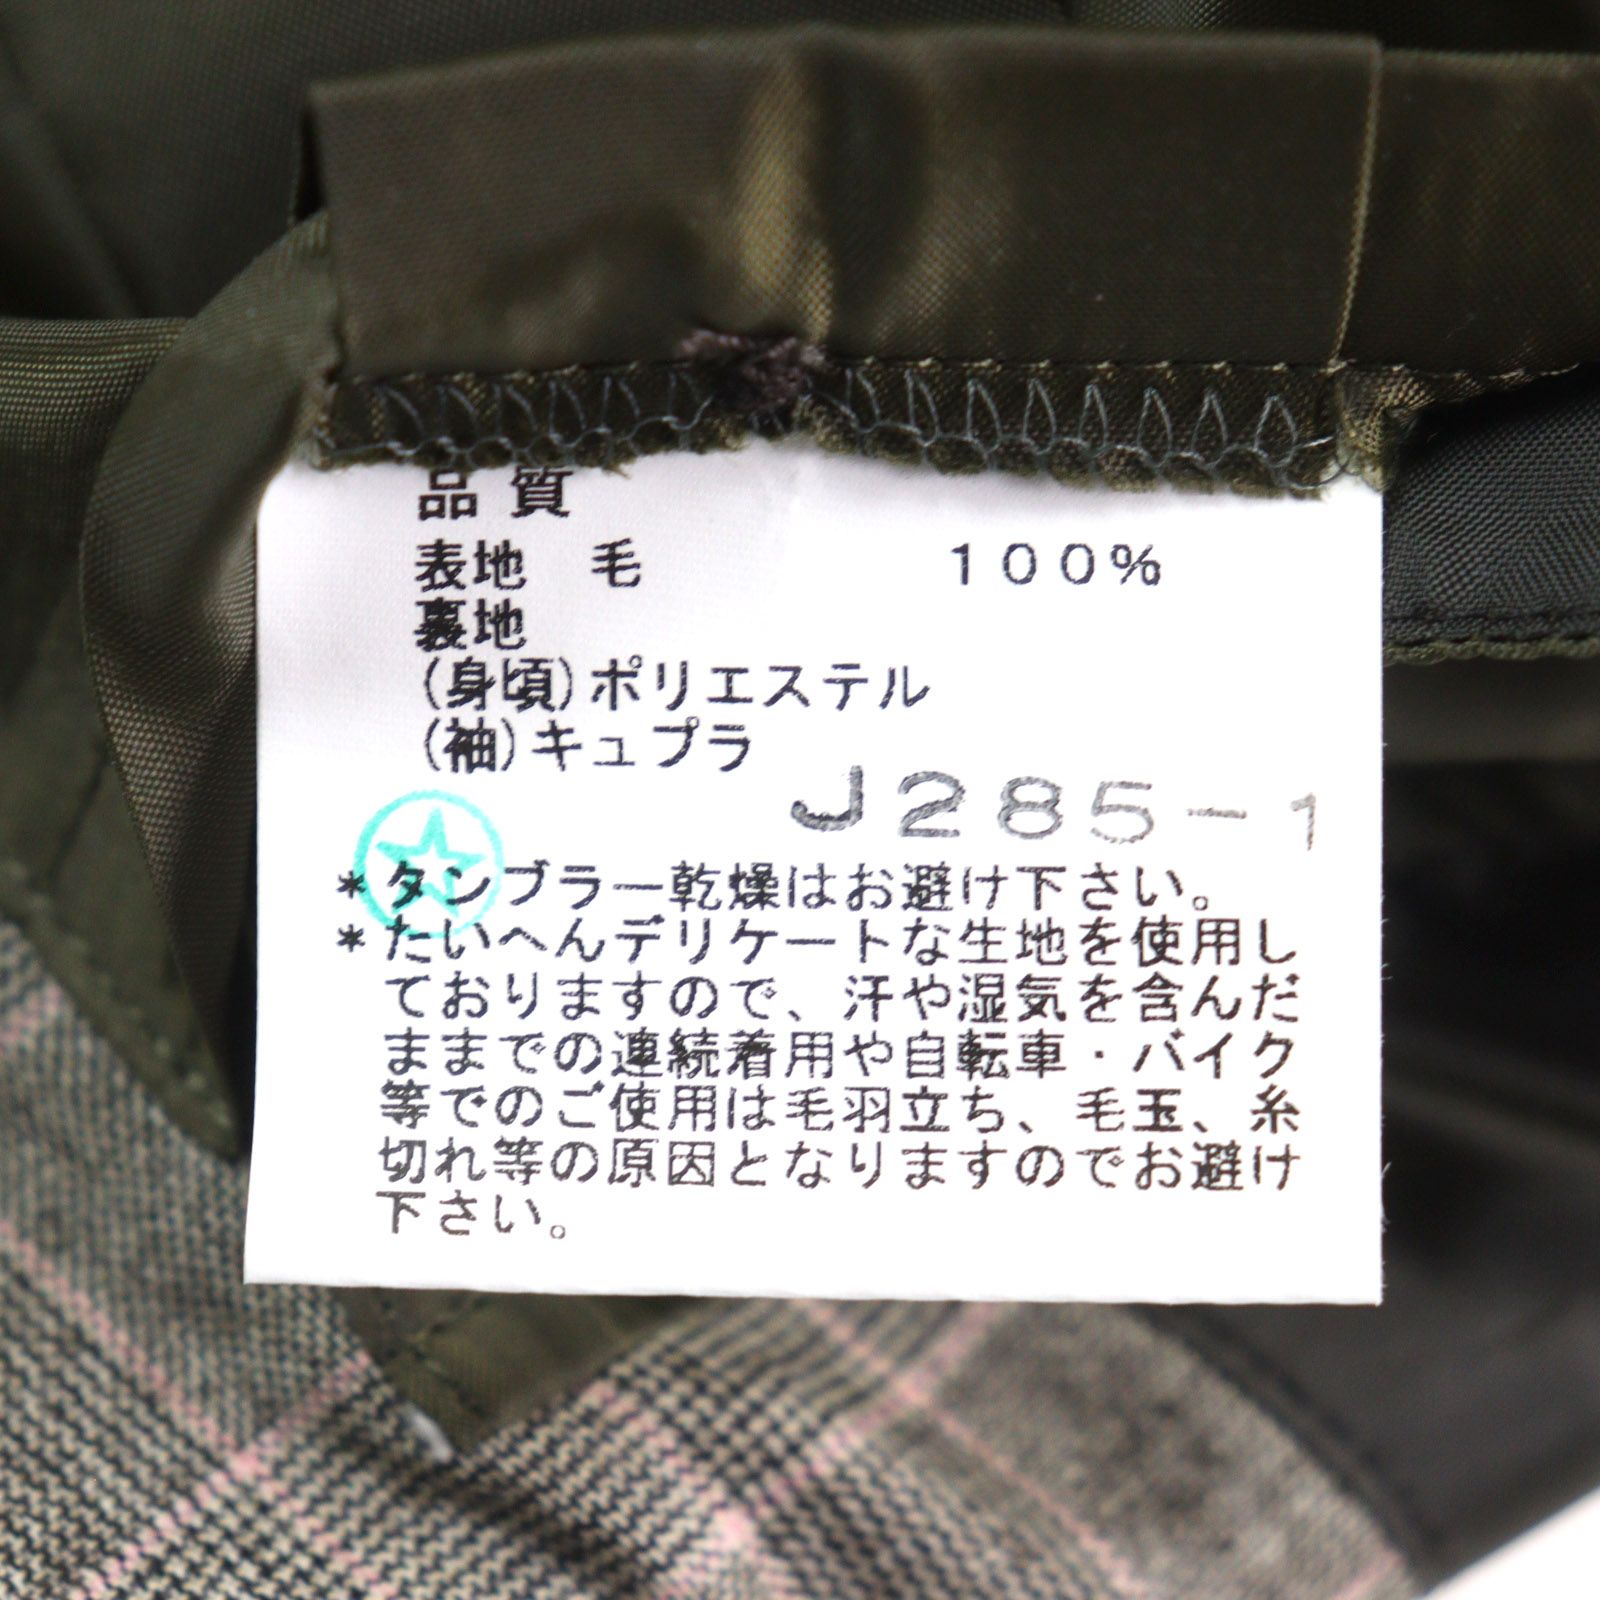 品質
表地　毛　　　　　100%
裏地
(身頃)ポリエステル
(袖)キュプラ
J285-1
*タンブラー乾燥はお避け下さい。
*たいへんデリケートな生地を使用し
ておりますので、汗や湿気を含んだ
ままでの連続着用や自転車・バイク
等でのご使用は毛羽立ち、毛玉、糸
切れ等の原因となりますのでお避け
下さい。